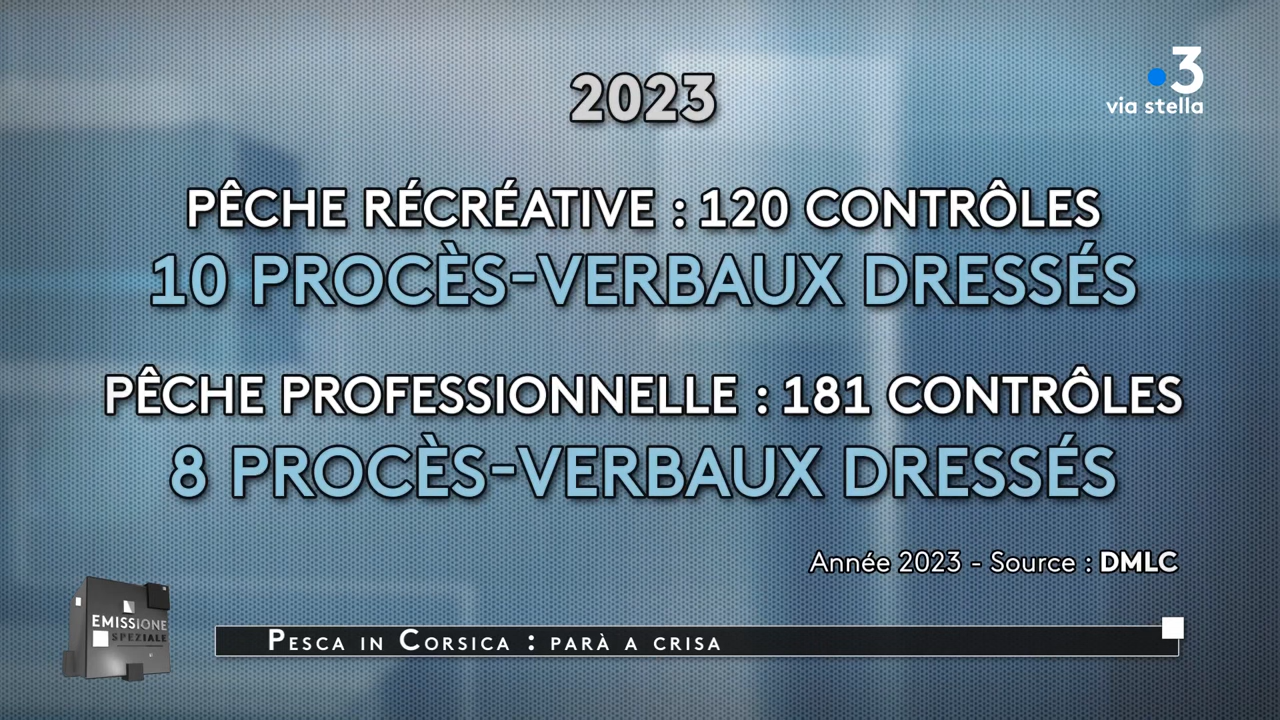 2023
3
via stella
PÊCHE RÉCRÉATIVE : 120 CONTRÔLES
10 PROCÈS-VERBAUX DRESSÉS
PÊCHE PROFESSIONNELLE : 181 CONTRÔLES
8 PROCÈS-VERBAUX DRESSÉS
Année 2023 - Source : DMLC
EMISSIONE
SPEZIALE
PESCA IN CORSICA : PARÀ A CRISA